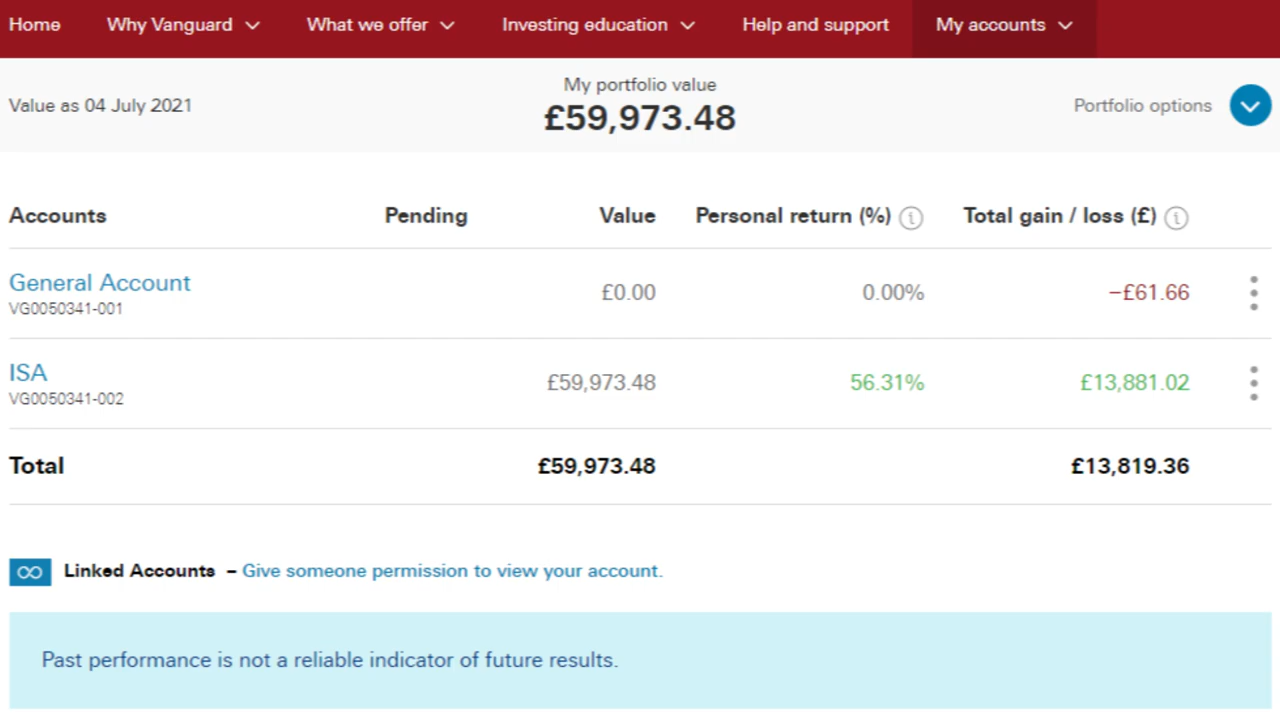 Home Why Vanguard What we offer Investing education Help and support My accounts
Value as 04 July 2021
My portfolio value
£59,973.48
Portfolio options
Accounts Pending Value Personal return (%) i Total gain / loss (£) i
General Account £0.00 0.00% −£61.66
VG0050341-001
ISA £59,973.48 56.31% £13,881.02
VG0050341-002
Total £59,973.48 £13,819.36
Linked Accounts – Give someone permission to view your account.
Past performance is not a reliable indicator of future results.